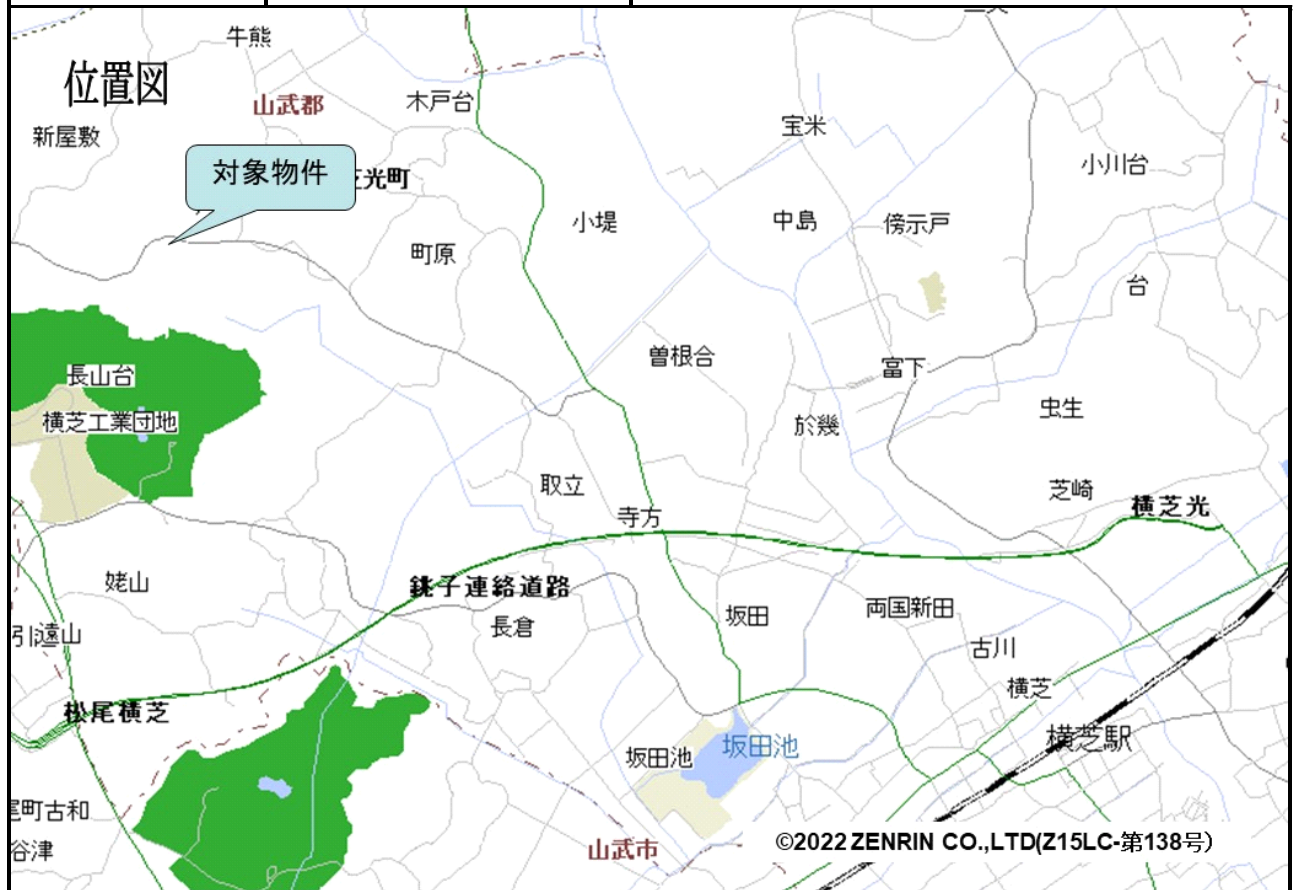 牛熊
位置図
山武郡
木戸台
新屋敷
宝米
小川台
対象物件
芝光町
小堤
中島
傍示戸
町原
台
曽根合
富下
長山台
横芝工業団地
於幾
虫生
取立
芝崎
横芝光
寺方
姥山
銚子連絡道路
長倉
坂田
両国新田
古川
引遠山
横芝
松尾横芝
横芝駅
坂田池
坂田池
町古和
谷津
山武市
©2022 ZENRIN CO.,LTD(Z15LC-第138号)